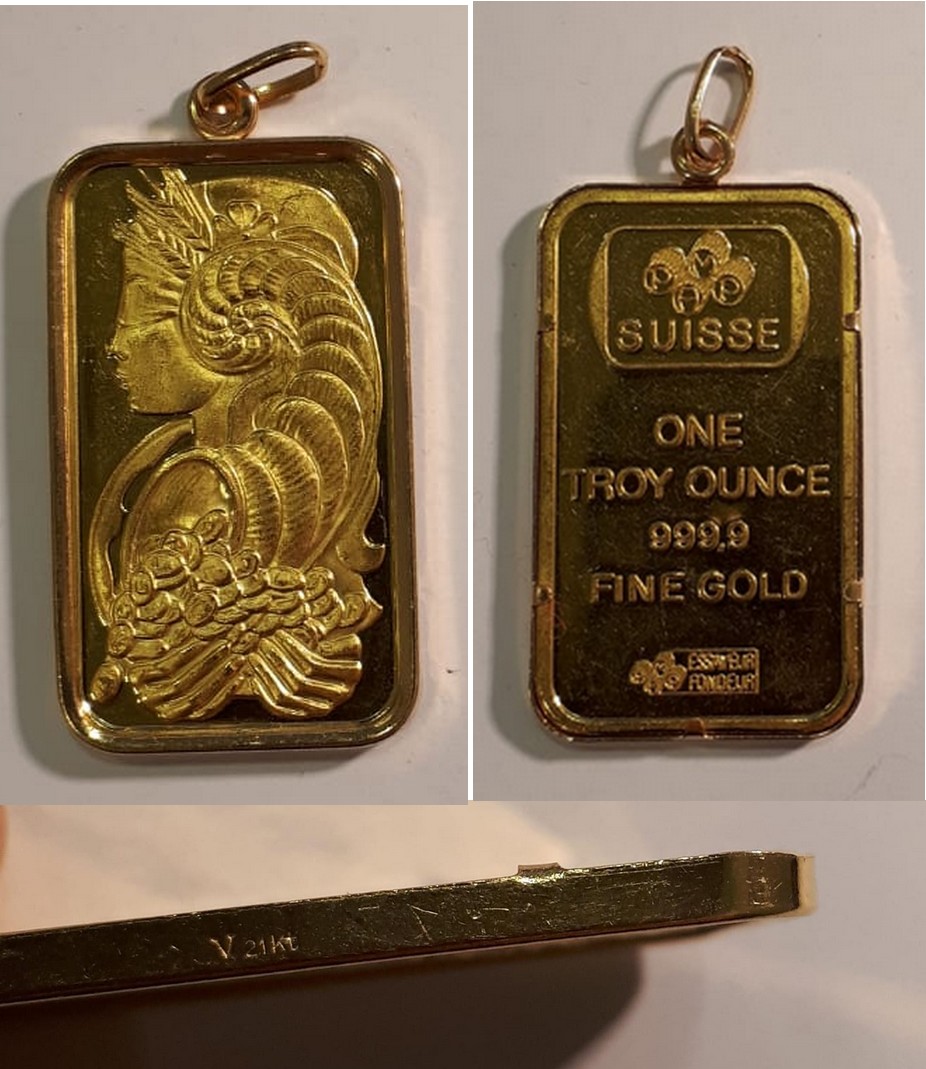 PAMP
SUISSE
ONE
TROY OUNCE
999,9
FINE GOLD
ESSAYEUR
FONDEUR
V 21Kt